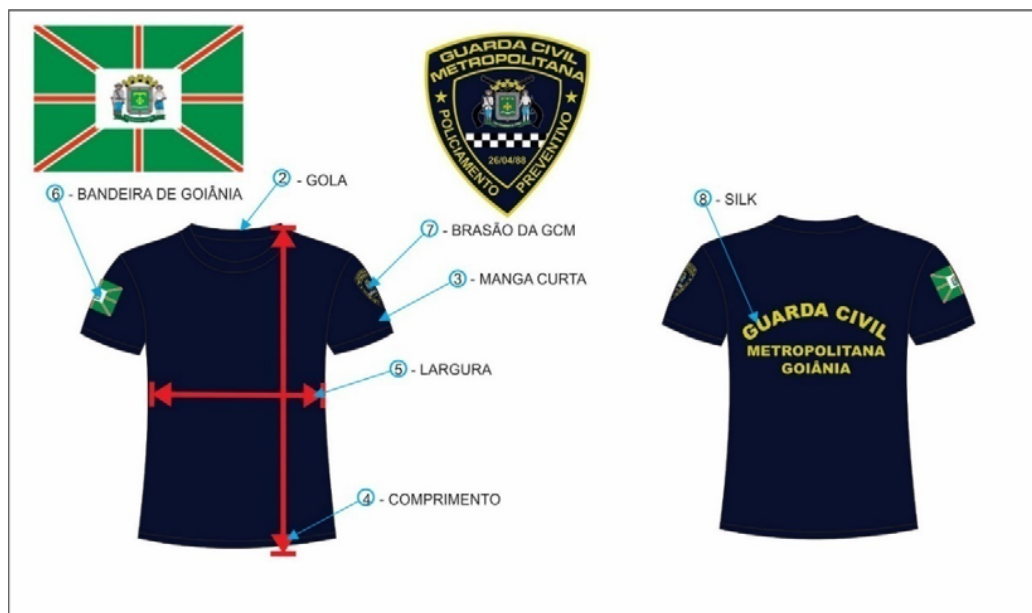 GUARDA CIVIL
METROPOLITANA
POLICIAMENTO
PREVENTIVO
26/04/88
6 - BANDEIRA DE GOIÂNIA
2 - GOLA
7 - BRASÃO DA GCM
3 - MANGA CURTA
5 - LARGURA
4 - COMPRIMENTO
8 - SILK
GUARDA CIVIL
METROPOLITANA
GOIÂNIA